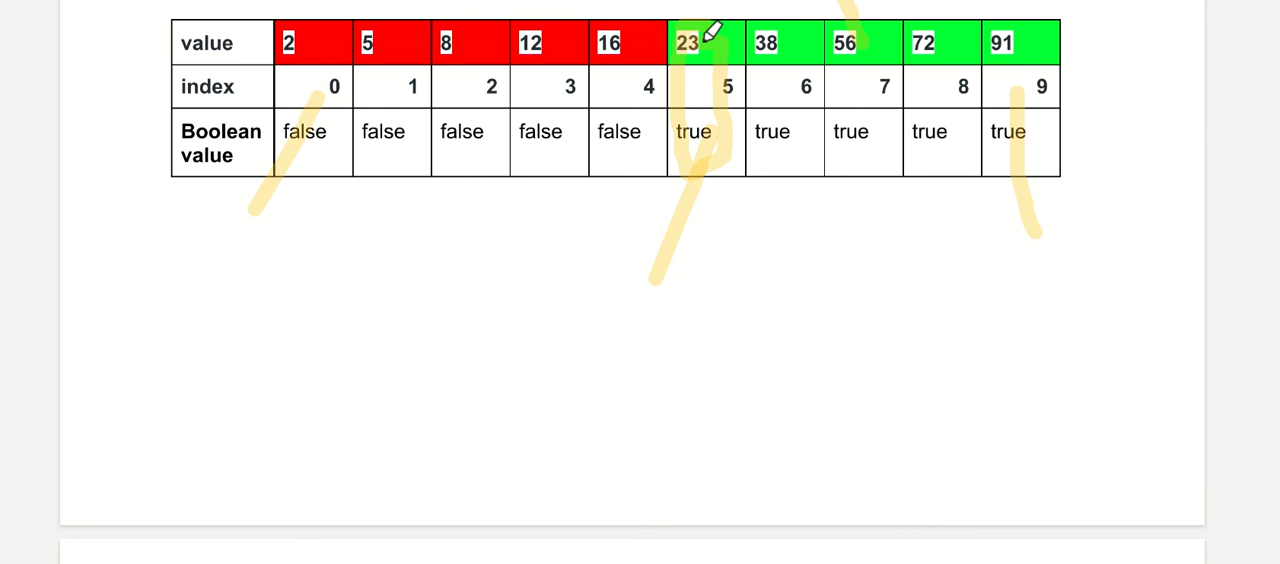 value 2 5 8 12 16 23 38 56 72 91
index 0 1 2 3 4 5 6 7 8 9
Boolean false false false false false true true true true true
value